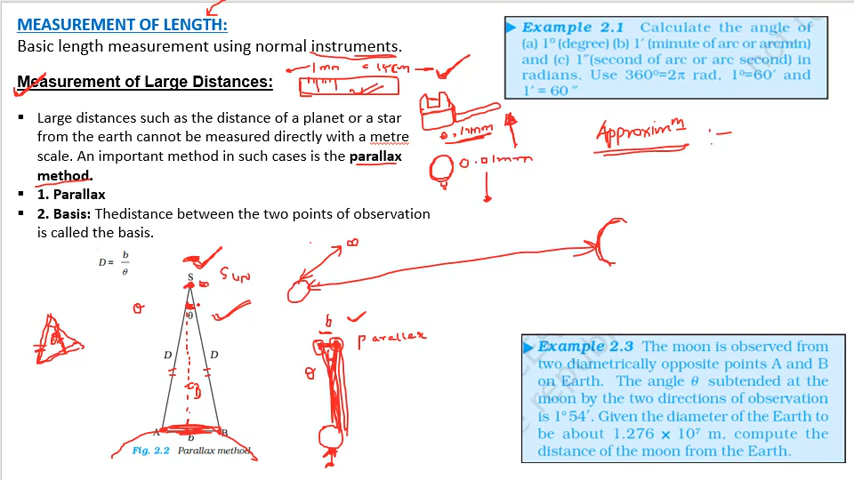 MEASUREMENT OF LENGTH:
Basic length measurement using normal instruments.
Measurement of Large Distances:
1 mm
15cm
▪ Large distances such as the distance of a planet or a star
from the earth cannot be measured directly with a metre
scale. An important method in such cases is the parallax
method.
▪ 1. Parallax
▪ 2. Basis: Thedistance between the two points of observation
is called the basis.
D = b
θ
S
Sun
θ
θ
θ
D
D
D
A
b
B
Fig. 2.2 Parallax method
b
parallax
θ
0.1mm
0.01mm
Approxim^n :-
Example 2.1 Calculate the angle of
(a) 1° (degree) (b) 1′ (minute of arc or arcmin)
and (c) 1″(second of arc or arc second) in
radians. Use 360°=2π rad, 1°=60′ and
1′ = 60″
Example 2.3 The moon is observed from
two diametrically opposite points A and B
on Earth. The angle θ subtended at the
moon by the two directions of observation
is 1° 54′. Given the diameter of the Earth to
be about 1.276 × 10⁷ m, compute the
distance of the moon from the Earth.